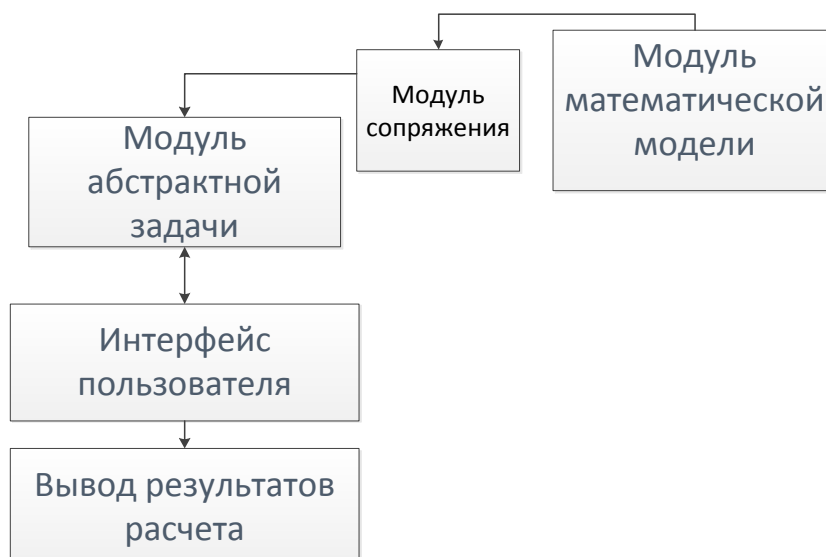 Модуль
математической
модели
Модуль
сопряжения
Модуль
абстрактной
задачи
Интерфейс
пользователя
Вывод результатов
расчета